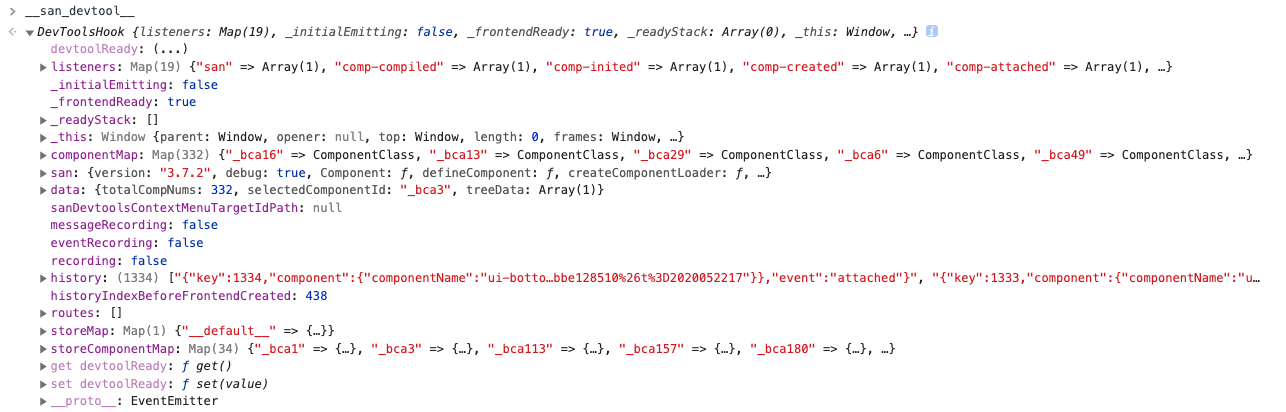 > __san_devtool__
<· ▼DevToolsHook {listeners: Map(19), _initialEmitting: false, _frontendReady: true, _readyStack: Array(0), _this: Window, …} i
devtoolReady: (...)
▶listeners: Map(19) {"san" => Array(1), "comp-compiled" => Array(1), "comp-inited" => Array(1), "comp-created" => Array(1), "comp-attached" => Array(1), …}
_initialEmitting: false
_frontendReady: true
▶_readyStack: []
▶_this: Window {parent: Window, opener: null, top: Window, length: 0, frames: Window, …}
▶componentMap: Map(332) {"_bca16" => ComponentClass, "_bca13" => ComponentClass, "_bca29" => ComponentClass, "_bca6" => ComponentClass, "_bca49" => ComponentClass, …}
▶san: {version: "3.7.2", debug: true, Component: ƒ, defineComponent: ƒ, createComponentLoader: ƒ, …}
▶data: {totalCompNums: 332, selectedComponentId: "_bca3", treeData: Array(1)}
sanDevtoolsContextMenuTargetIdPath: null
messageRecording: false
eventRecording: false
recording: false
▶history: (1334) ["{"key":1334,"component":{"componentName":"ui-botto…bbe128510%26t%3D2020052217"}},"event":"attached"}", "{"key":1333,"component":{"componentName":"u…
historyIndexBeforeFrontendCreated: 438
▶routes: []
▶storeMap: Map(1) {"__default__" => {…}}
▶storeComponentMap: Map(34) {"_bca1" => {…}, "_bca3" => {…}, "_bca113" => {…}, "_bca157" => {…}, "_bca180" => {…}, …}
▶get devtoolReady: ƒ get()
▶set devtoolReady: ƒ set(value)
▶__proto__: EventEmitter